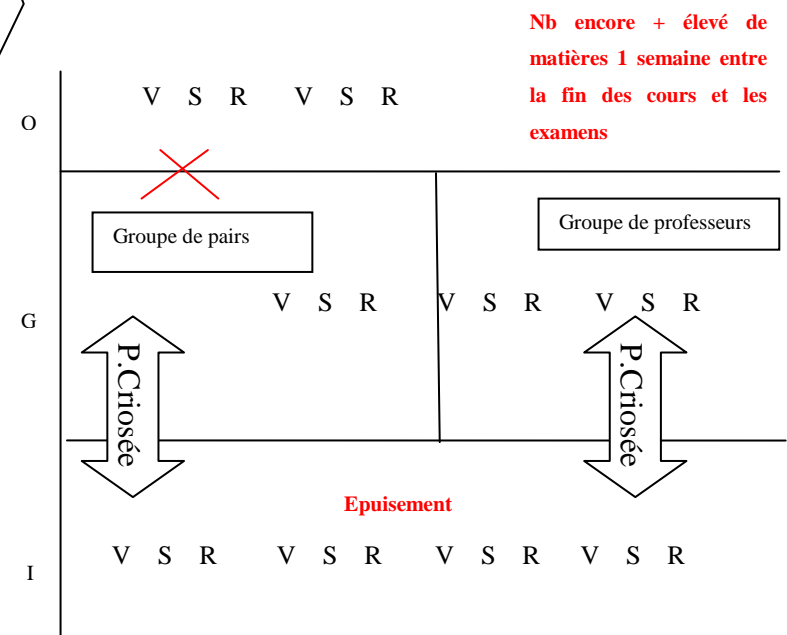 Nb encore + élevé de
matières 1 semaine entre
la fin des cours et les
examens
V S R V S R
O
Groupe de pairs
Groupe de professeurs
V S R V S R V S R
G
P.Criosée
P.Criosée
Epuisement
V S R V S R V S R V S R
I